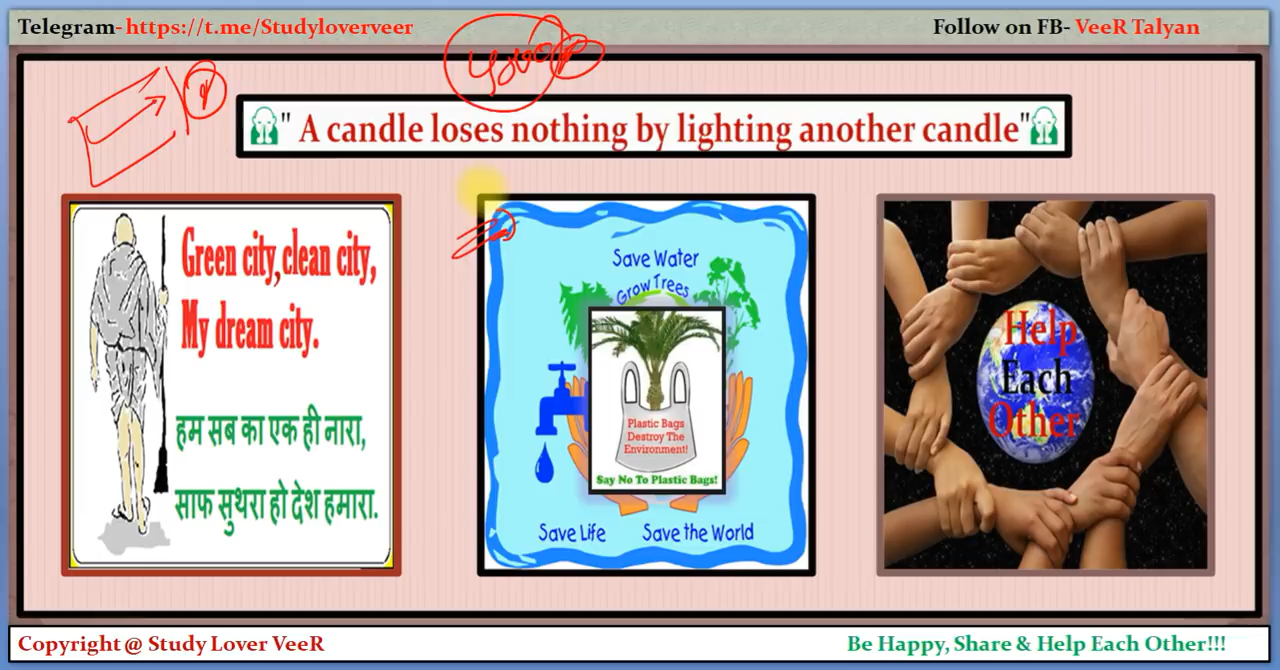 Telegram- https://t.me/Studyloverveer
Follow on FB- VeeR Talyan
" A candle loses nothing by lighting another candle"
Green city, clean city,
My dream city.
हम सब का एक ही नारा,
साफ सुथरा हो देश हमारा.
Save Water
Grow Trees
Plastic Bags
Destroy The
Environment!
Say No To Plastic Bags!
Save Life
Save the World
Help
Each
Other
Copyright @ Study Lover VeeR
Be Happy, Share & Help Each Other!!!